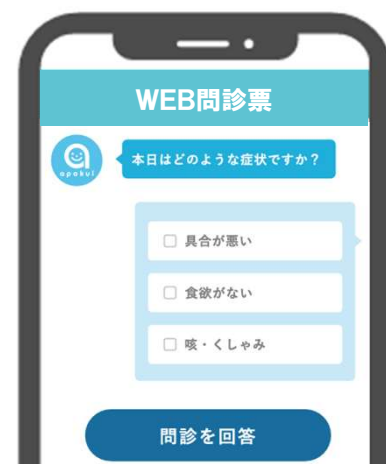 WEB問診票
apokul
本日はどのような症状ですか？
具合が悪い
食欲がない
咳・くしゃみ
問診を回答